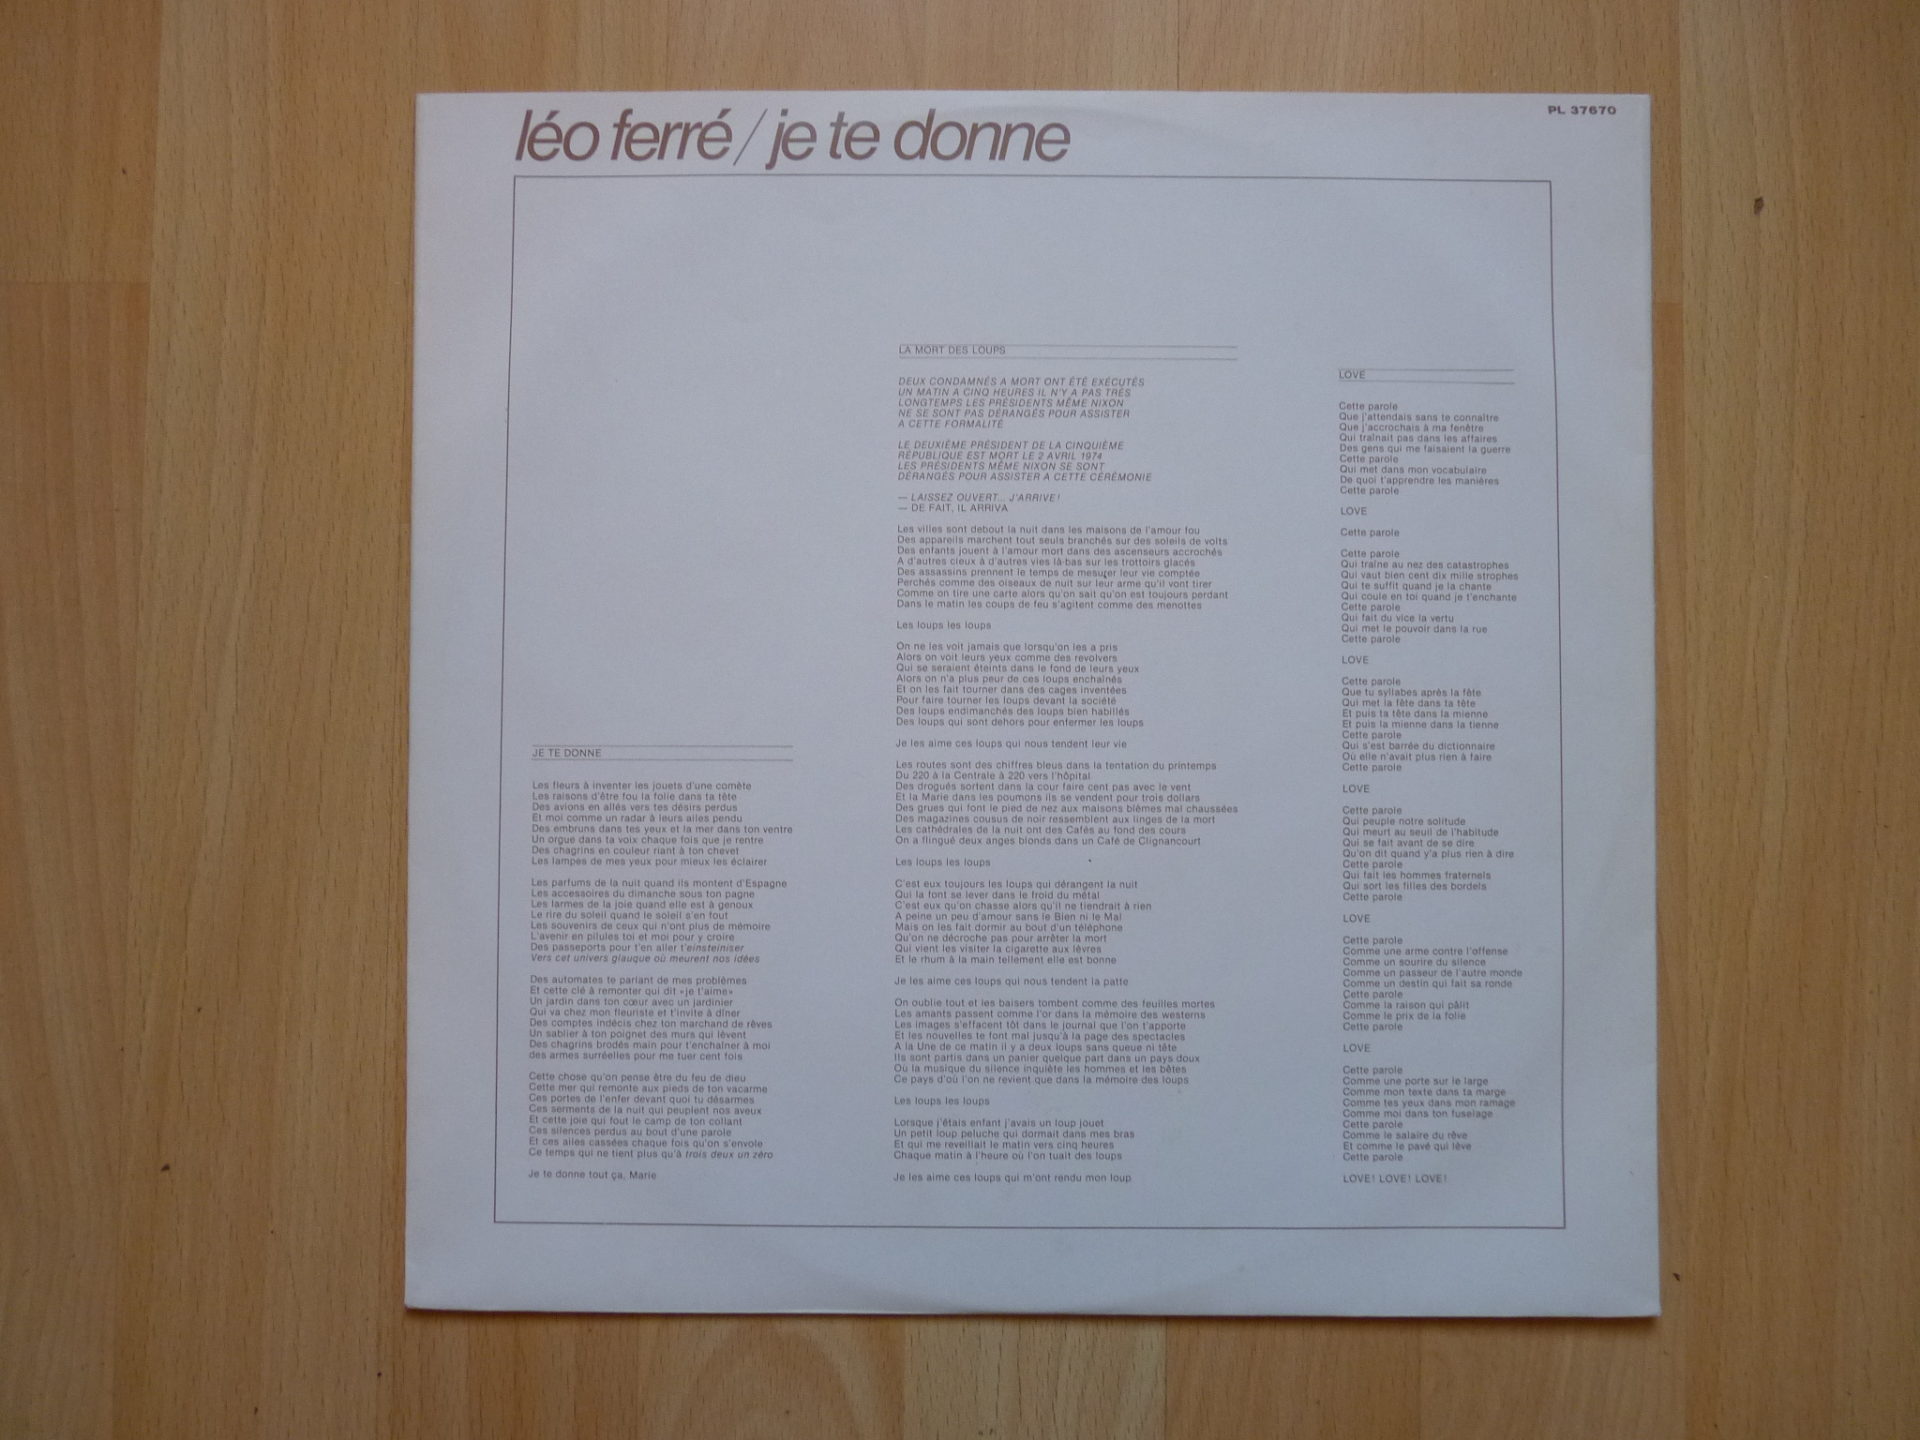 léo ferré / je te donne
PL 37670
JE TE DONNE
Les fleurs à inventer les jouets d'une comète
Les raisons d'être fou la folie dans ta tête
Des avions en allés vers tes désirs perdus
Et moi comme un radar à leurs ailes pendu
Des embruns dans tes yeux et la mer dans ton ventre
Un orgue dans ta voix chaque fois que je rentre
Des chagrins en couleur riant à ton chevet
Les lampes de mes yeux pour mieux les éclairer
Les parfums de la nuit quand ils montent d'Espagne
Les accessoires du dimanche sous ton pagne
Les larmes de la joie quand elle est à genoux
Le rire du soleil quand le soleil s'en fout
Les souvenirs de ceux qui n'ont plus de mémoire
L'avenir en pilules toi et moi pour y croire
Des passeports pour t'en aller t'einsteiniser
Vers cet univers glauque où meurent nos idées
Des automates te parlant de mes problèmes
Et cette clé à remonter qui dit «je t'aime»
Un jardin dans ton cœur avec un jardinier
Qui va chez mon fleuriste et t'invite à dîner
Des comptes indécis chez ton marchand de rêves
Un sablier à ton poignet des murs qui lèvent
Des chagrins brodés main pour t'enchaîner à moi
des armes surréelles pour me tuer cent fois
Cette chose qu'on pense être du feu de dieu
Cette mer qui remonte aux pieds de ton vacarme
Ces portes de l'enfer devant quoi tu désarmes
Ces serments de la nuit qui peuplent nos aveux
Et cette joie qui fout le camp de ton collant
Ces silences perdus au bout d'une parole
Et ces ailes cassées chaque fois qu'on s'envole
Ce temps qui ne tient plus qu'à trois deux un zéro
Je te donne tout ça, Marie
LA MORT DES LOUPS
DEUX CONDAMNÉS A MORT ONT ÉTÉ EXÉCUTÉS
UN MATIN A CINQ HEURES IL N'Y A PAS TRÈS
LONGTEMPS LES PRÉSIDENTS MÊME NIXON
NE SE SONT PAS DÉRANGÉS POUR ASSISTER
A CETTE FORMALITÉ
LE DEUXIÈME PRÉSIDENT DE LA CINQUIÈME
RÉPUBLIQUE EST MORT LE 2 AVRIL 1974
LES PRÉSIDENTS MÊME NIXON SE SONT
DÉRANGÉS POUR ASSISTER A CETTE CÉRÉMONIE
— LAISSEZ OUVERT... J'ARRIVE!
— DE FAIT, IL ARRIVA
Les villes sont debout la nuit dans les maisons de l'amour fou
Des appareils marchent tout seuls branchés sur des soleils de volts
Des enfants jouent à l'amour mort dans des ascenseurs accrochés
A d'autres cieux à d'autres vies là-bas sur les trottoirs glacés
Des assassins prennent le temps de mesurer leur vie comptée
Perchés comme des oiseaux de nuit sur leur arme qu'il vont tirer
Comme on tire une carte alors qu'on sait qu'on est toujours perdant
Dans le matin les coups de feu s'agitent comme des menottes
Les loups les loups
On ne les voit jamais que lorsqu'on les a pris
Alors on voit leurs yeux comme des revolvers
Qui se seraient éteints dans le fond de leurs yeux
Alors on n'a plus peur de ces loups enchaînés
Et on les fait tourner dans des cages inventées
Pour faire tourner les loups devant la société
Des loups endimanchés des loups bien habillés
Des loups qui sont dehors pour enfermer les loups
Je les aime ces loups qui nous tendent leur vie
Les routes sont des chiffres bleus dans la tentation du printemps
Du 220 à la Centrale à 220 vers l'hôpital
Des drogués sortent dans la cour faire cent pas avec le vent
Et la Marie dans les poumons ils se vendent pour trois dollars
Des grues qui font le pied de nez aux maisons blêmes mal chaussées
Des magazines cousus de noir ressemblent aux linges de la mort
Les cathédrales de la nuit ont des Cafés au fond des cours
On a flingué deux anges blonds dans un Café de Clignancourt
Les loups les loups
C'est eux toujours les loups qui dérangent la nuit
Qui la font se lever dans le froid du métal
C'est eux qu'on chasse alors qu'il ne tiendrait à rien
A peine un peu d'amour sans le Bien ni le Mal
Mais on les fait dormir au bout d'un téléphone
Qu'on ne décroche pas pour arrêter la mort
Qui vient les visiter la cigarette aux lèvres
Et le rhum à la main tellement elle est bonne
Je les aime ces loups qui nous tendent la patte
On oublie tout et les baisers tombent comme des feuilles mortes
Les amants passent comme l'or dans la mémoire des westerns
Les images s'effacent tôt dans le journal que l'on t'apporte
Et les nouvelles te font mal jusqu'à la page des spectacles
A la Une de ce matin il y a deux loups sans queue ni tête
Ils sont partis dans un panier quelque part dans un pays doux
Où la musique du silence inquiète les hommes et les bêtes
Ce pays d'où l'on ne revient que dans la mémoire des loups
Les loups les loups
Lorsque j'étais enfant j'avais un loup jouet
Un petit loup peluche qui dormait dans mes bras
Et qui me reveillait le matin vers cinq heures
Chaque matin à l'heure où l'on tuait des loups
Je les aime ces loups qui m'ont rendu mon loup
LOVE
Cette parole
Que j'attendais sans te connaître
Que j'accrochais à ma fenêtre
Qui traînait pas dans les affaires
Des gens qui me faisaient la guerre
Cette parole
Qui met dans mon vocabulaire
De quoi t'apprendre les manières
Cette parole
LOVE
Cette parole
Cette parole
Qui traîne au nez des catastrophes
Qui vaut bien cent dix mille strophes
Qui te suffit quand je la chante
Qui coule en toi quand je t'enchante
Cette parole
Qui fait du vice la vertu
Qui met le pouvoir dans la rue
Cette parole
LOVE
Cette parole
Que tu syllabes après la fête
Qui met la fête dans ta tête
Et puis ta tête dans la mienne
Et puis la mienne dans la tienne
Cette parole
Qui s'est barrée du dictionnaire
Où elle n'avait plus rien à faire
Cette parole
LOVE
Cette parole
Qui peuple notre solitude
Qui meurt au seuil de l'habitude
Qui se fait avant de se dire
Qu'on dit quand y'a plus rien à dire
Cette parole
Qui fait les hommes fraternels
Qui sort les filles des bordels
Cette parole
LOVE
Cette parole
Comme une arme contre l'offense
Comme un sourire du silence
Comme un passeur de l'autre monde
Comme un destin qui fait sa ronde
Cette parole
Comme la raison qui pâlit
Comme le prix de la folie
Cette parole
LOVE
Cette parole
Comme une porte sur le large
Comme mon texte dans ta marge
Comme tes yeux dans mon ramage
Comme moi dans ton fuselage
Cette parole
Comme le salaire du rêve
Et comme le pavé qui lève
Cette parole
LOVE! LOVE! LOVE!